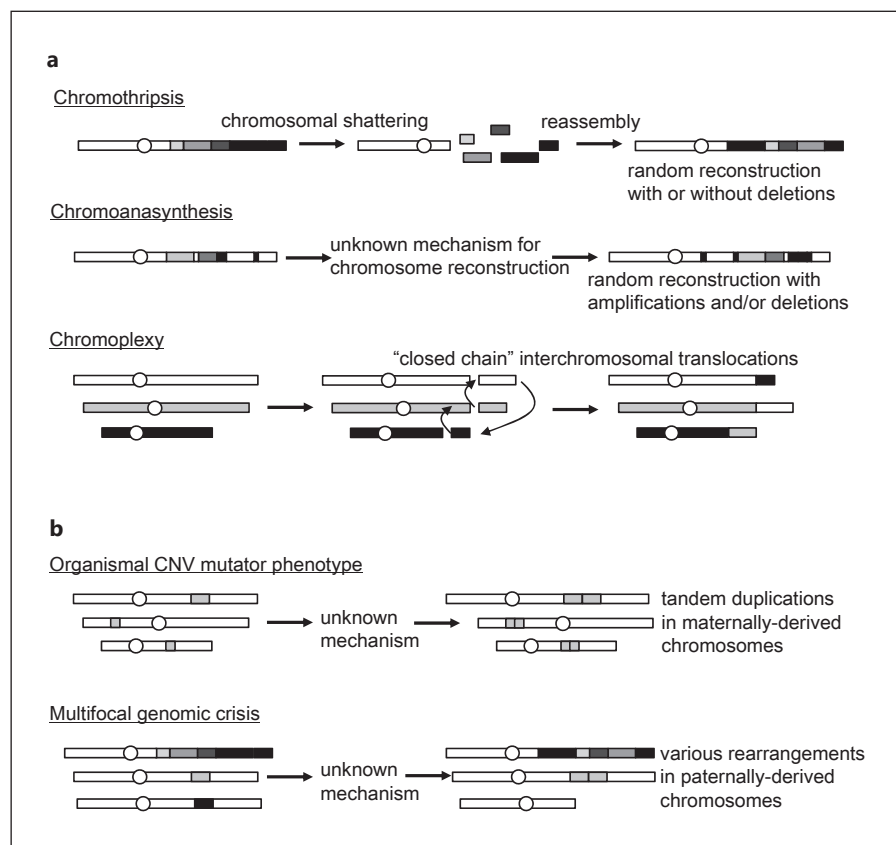 a
Chromothripsis
chromosomal shattering
reassembly
random reconstruction
with or without deletions
Chromoanasynthesis
unknown mechanism for
chromosome reconstruction
random reconstruction with
amplifications and/or deletions
Chromoplexy
“closed chain” interchromosomal translocations
b
Organismal CNV mutator phenotype
unknown
mechanism
tandem duplications
in maternally-derived
chromosomes
Multifocal genomic crisis
unknown
mechanism
various rearrangements
in paternally-derived
chromosomes